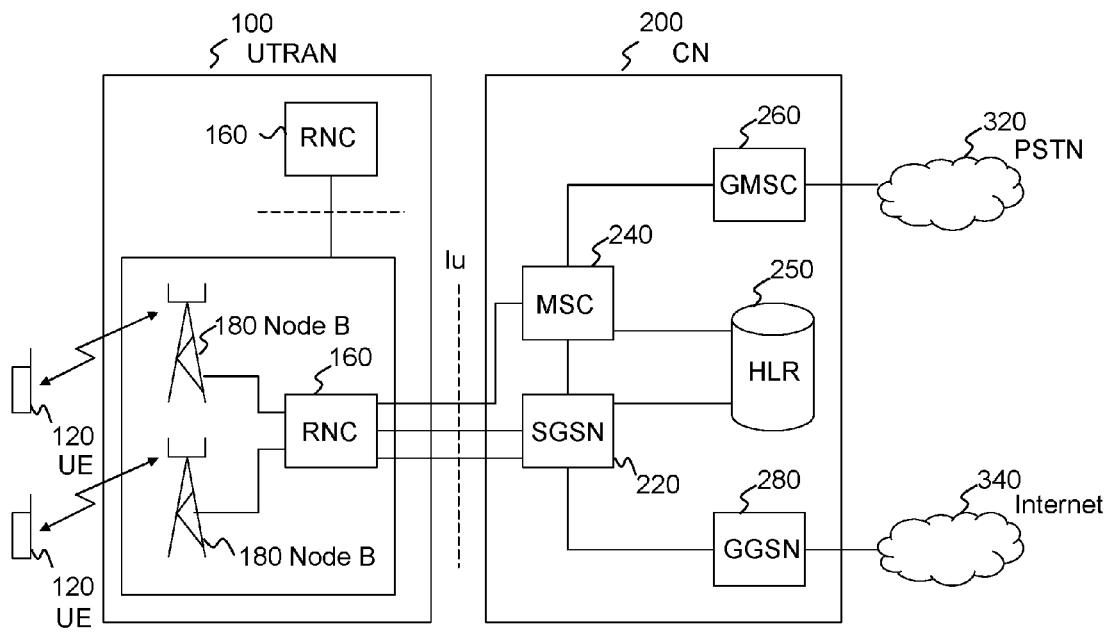 100
UTRAN
200
CN
160
RNC
260
GMSC
320
PSTN
Iu
240
MSC
250
HLR
180 Node B
160
RNC
120
UE
SGSN
220
180 Node B
120
UE
280
GGSN
340
Internet